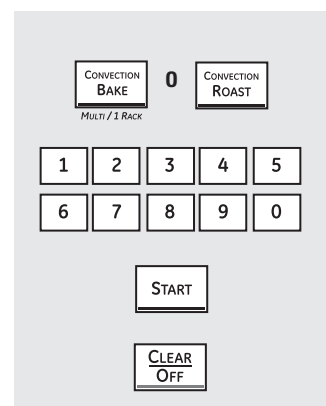 CONVECTION BAKE 0 CONVECTION ROAST
MULTI / 1 RACK
1 2 3 4 5
6 7 8 9 0
START
CLEAR
OFF